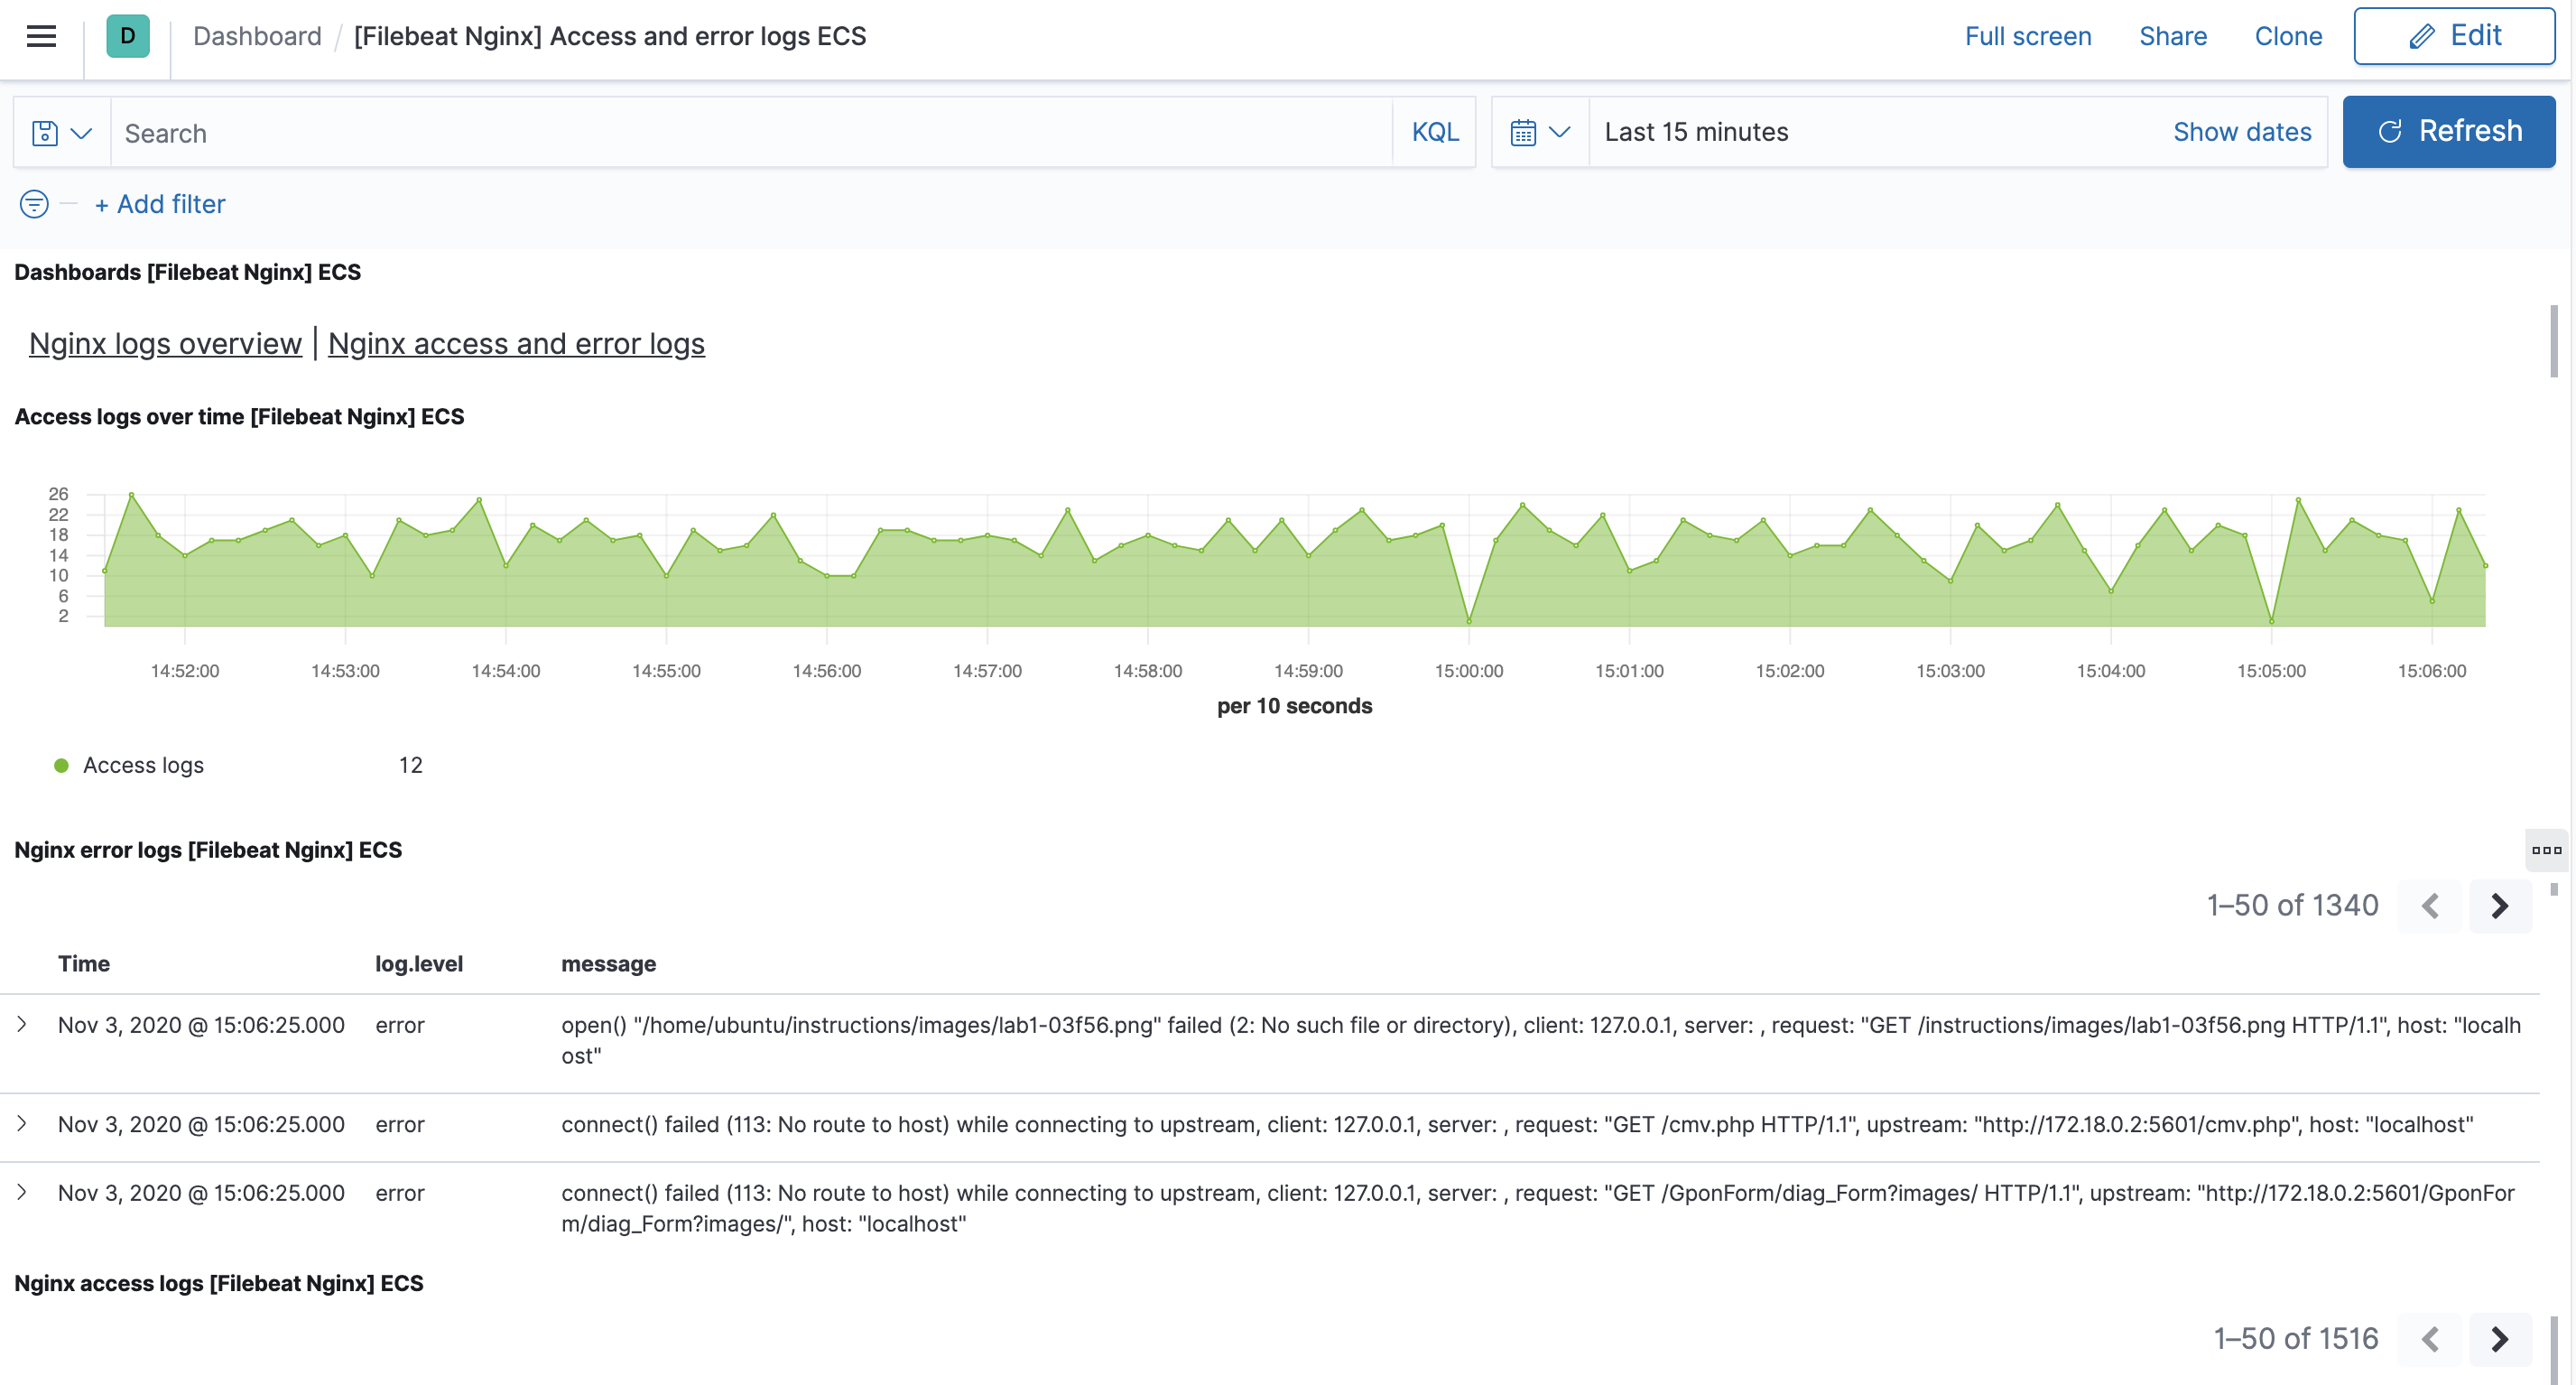 D Dashboard / [Filebeat Nginx] Access and error logs ECS Full screen Share Clone Edit
Search KQL Last 15 minutes Show dates Refresh
+ Add filter
Dashboards [Filebeat Nginx] ECS
Nginx logs overview | Nginx access and error logs
Access logs over time [Filebeat Nginx] ECS
26
22
18
14
10
6
2
14:52:00 14:53:00 14:54:00 14:55:00 14:56:00 14:57:00 14:58:00 14:59:00 15:00:00 15:01:00 15:02:00 15:03:00 15:04:00 15:05:00 15:06:00
per 10 seconds
Access logs 12
Nginx error logs [Filebeat Nginx] ECS
1–50 of 1340
Time log.level message
Nov 3, 2020 @ 15:06:25.000 error open() "/home/ubuntu/instructions/images/lab1-03f56.png" failed (2: No such file or directory), client: 127.0.0.1, server: , request: "GET /instructions/images/lab1-03f56.png HTTP/1.1", host: "localh
ost"
Nov 3, 2020 @ 15:06:25.000 error connect() failed (113: No route to host) while connecting to upstream, client: 127.0.0.1, server: , request: "GET /cmv.php HTTP/1.1", upstream: "http://172.18.0.2:5601/cmv.php", host: "localhost"
Nov 3, 2020 @ 15:06:25.000 error connect() failed (113: No route to host) while connecting to upstream, client: 127.0.0.1, server: , request: "GET /GponForm/diag_Form?images/ HTTP/1.1", upstream: "http://172.18.0.2:5601/GponFor
m/diag_Form?images/", host: "localhost"
Nginx access logs [Filebeat Nginx] ECS
1–50 of 1516